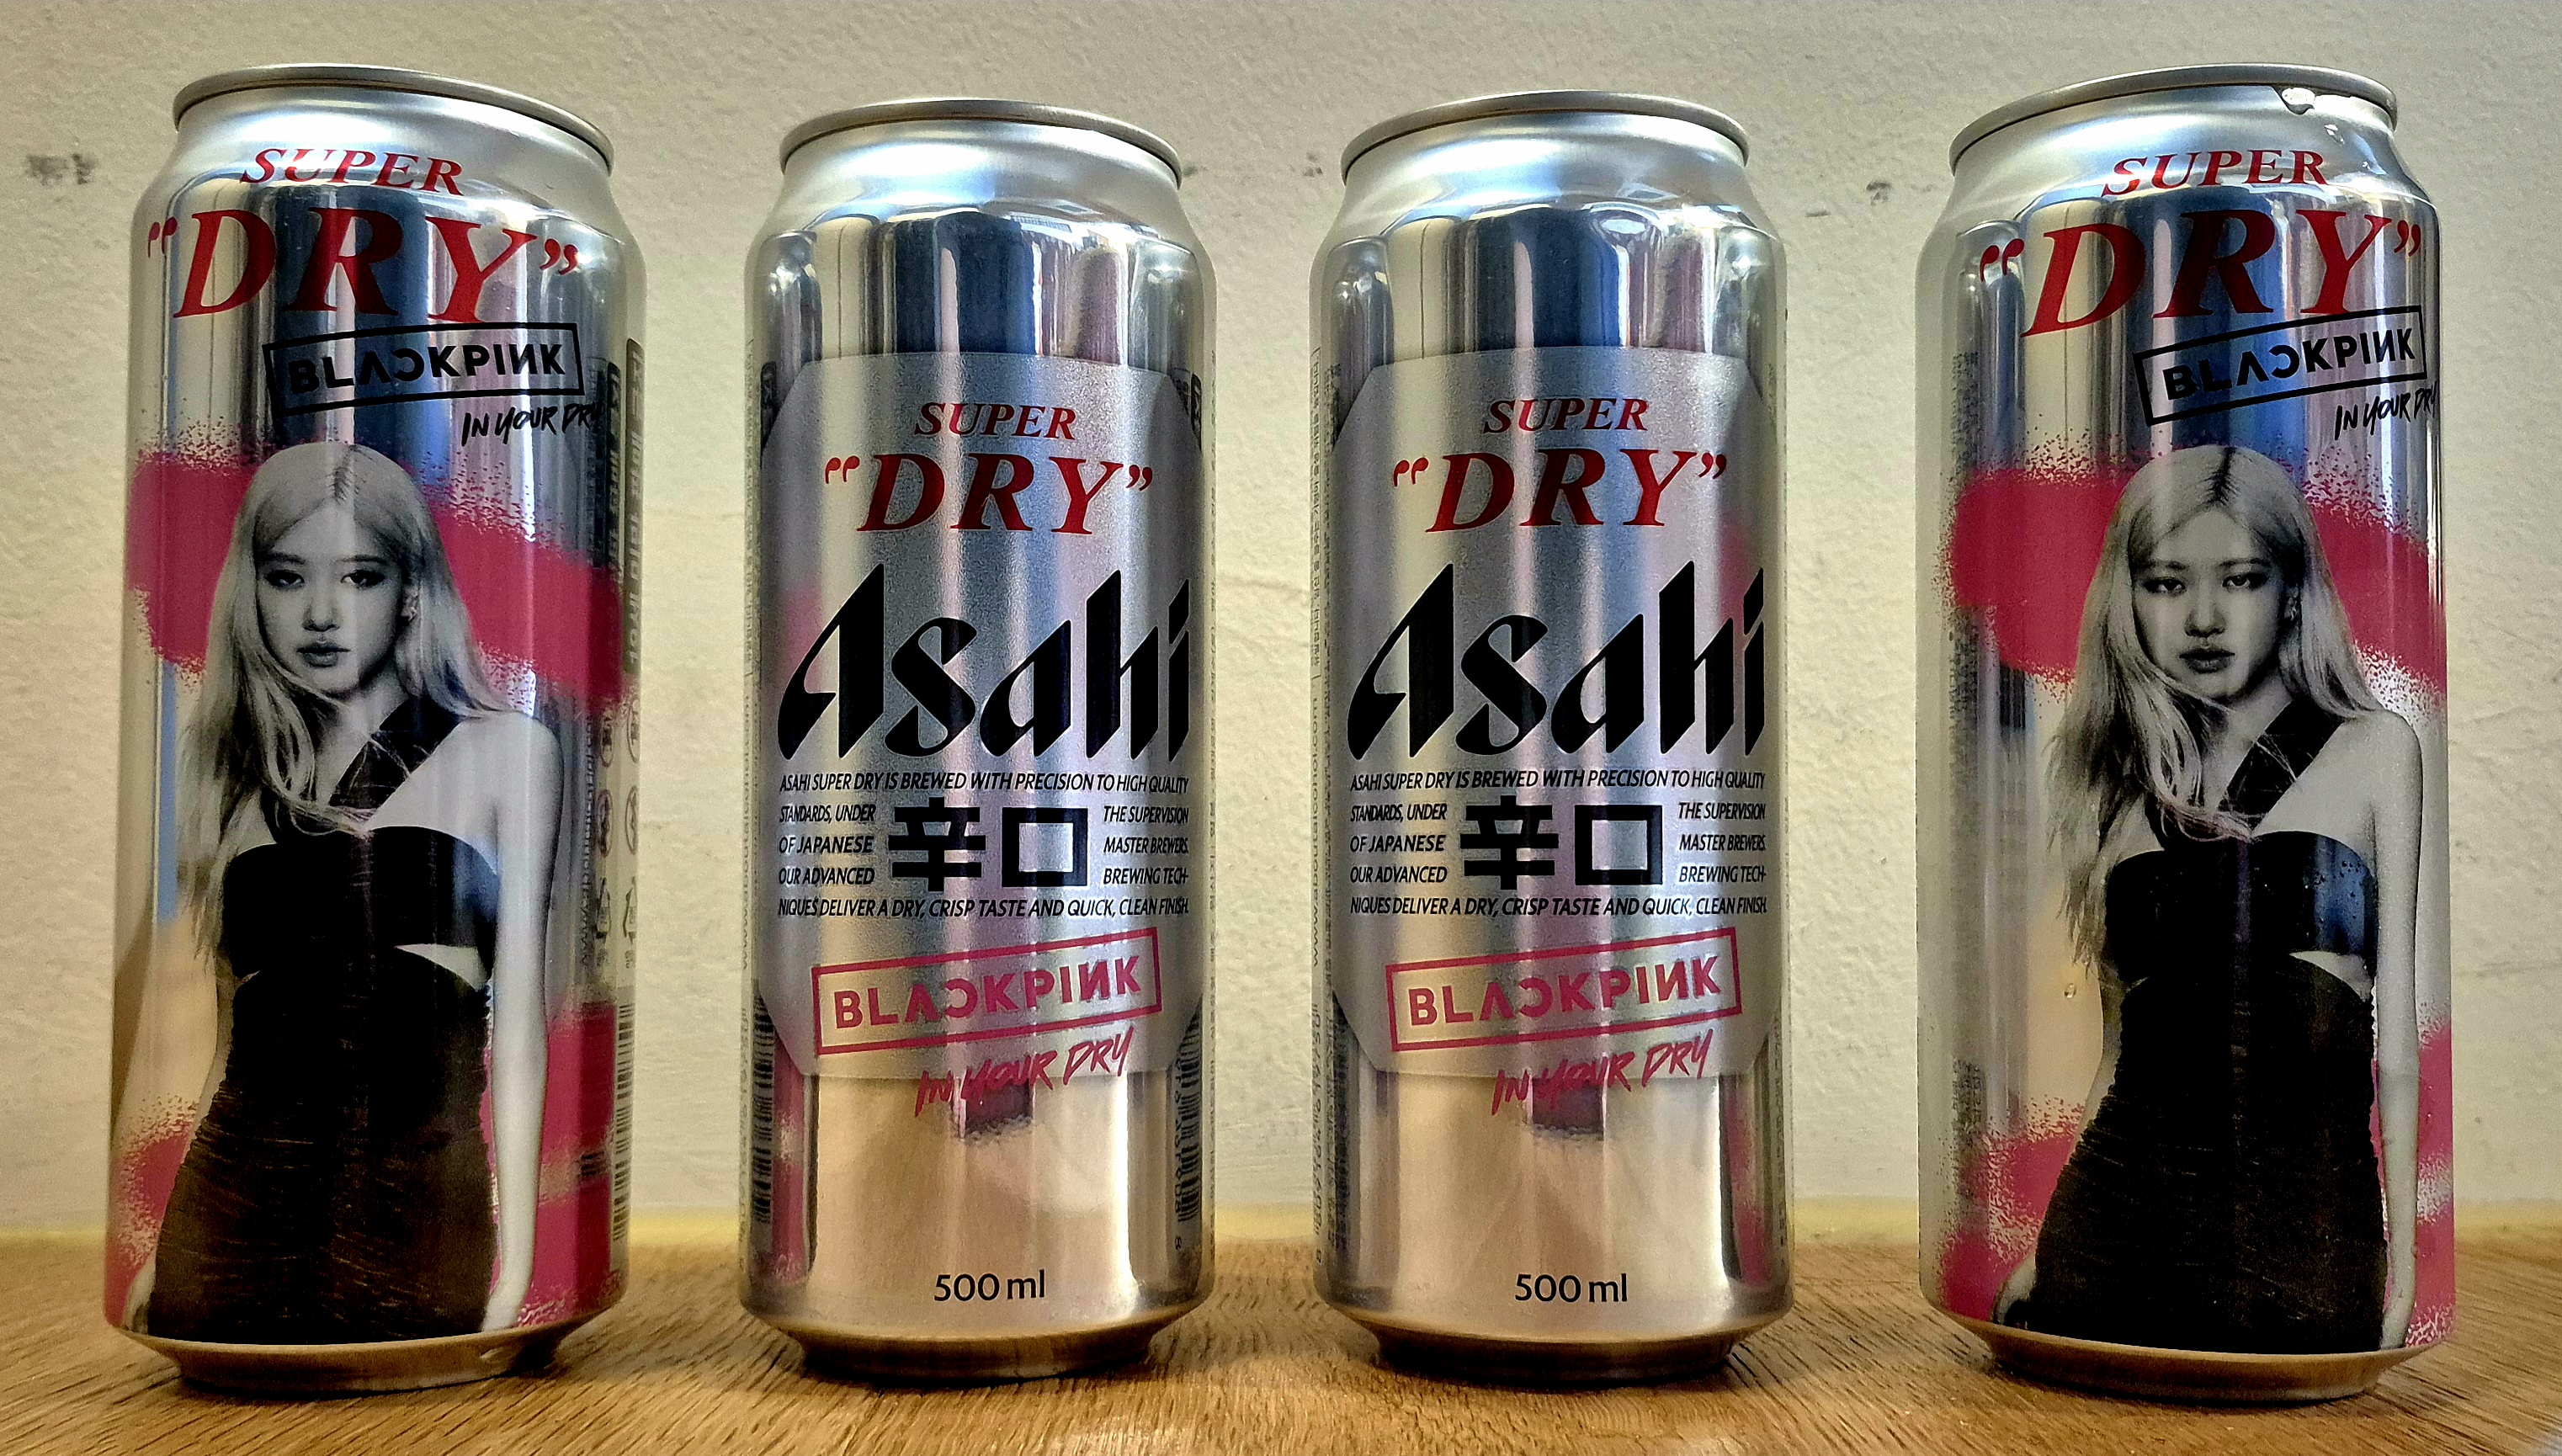 SUPER
"DRY"
BLACKPINK
IN YOUR DRY
SUPER
"DRY"
Asahi
ASAHI SUPER DRY IS BREWED WITH PRECISION TO HIGH QUALITY
STANDARDS, UNDER 辛口 THE SUPERVISION
OF JAPANESE MASTER BREWERS.
OUR ADVANCED BREWING TECH-
NIQUES DELIVER A DRY, CRISP TASTE AND QUICK, CLEAN FINISH.
BLACKPINK
IN YOUR DRY
500 ml
SUPER
"DRY"
Asahi
ASAHI SUPER DRY IS BREWED WITH PRECISION TO HIGH QUALITY
STANDARDS, UNDER 辛口 THE SUPERVISION
OF JAPANESE MASTER BREWERS.
OUR ADVANCED BREWING TECH-
NIQUES DELIVER A DRY, CRISP TASTE AND QUICK, CLEAN FINISH.
BLACKPINK
IN YOUR DRY
500 ml
SUPER
"DRY"
BLACKPINK
IN YOUR DRY